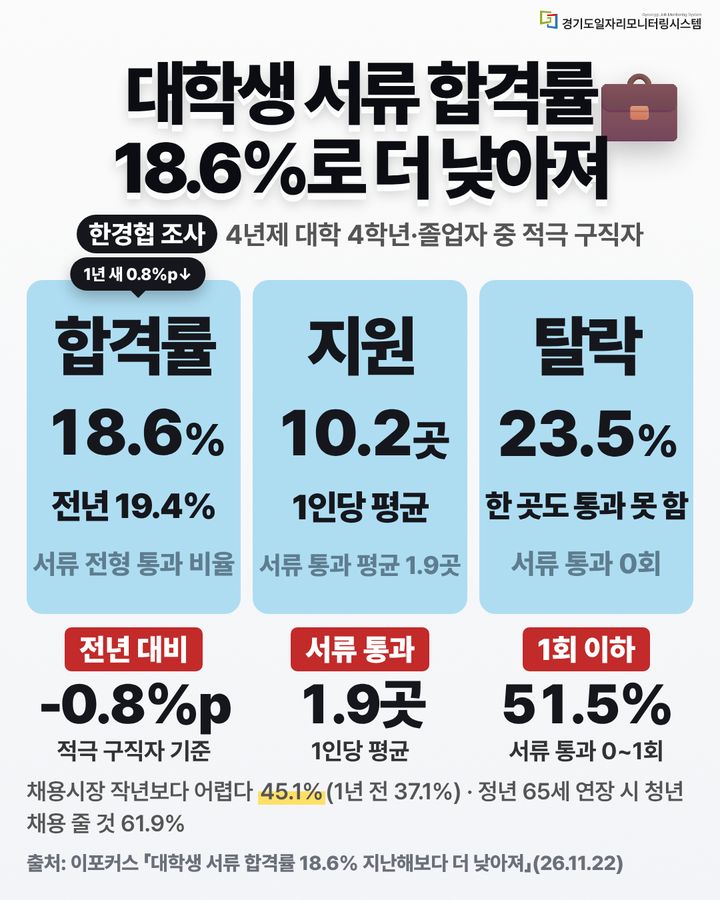 Gyeonggi Job Monitoring System
경기도일자리모니터링시스템
대학생 서류 합격률
18.6%로 더 낮아져
한경협 조사 4년제 대학 4학년·졸업자 중 적극 구직자
1년 새 0.8%p↓
합격률
18.6%
전년 19.4%
서류 전형 통과 비율
지원
10.2곳
1인당 평균
서류 통과 평균 1.9곳
탈락
23.5%
한 곳도 통과 못 함
서류 통과 0회
전년 대비
-0.8%p
적극 구직자 기준
서류 통과
1.9곳
1인당 평균
1회 이하
51.5%
서류 통과 0~1회
채용시장 작년보다 어렵다 45.1%(1년 전 37.1%) · 정년 65세 연장 시 청년
채용 줄 것 61.9%
출처: 이포커스 『대학생 서류 합격률 18.6% 지난해보다 더 낮아져』(26.11.22)